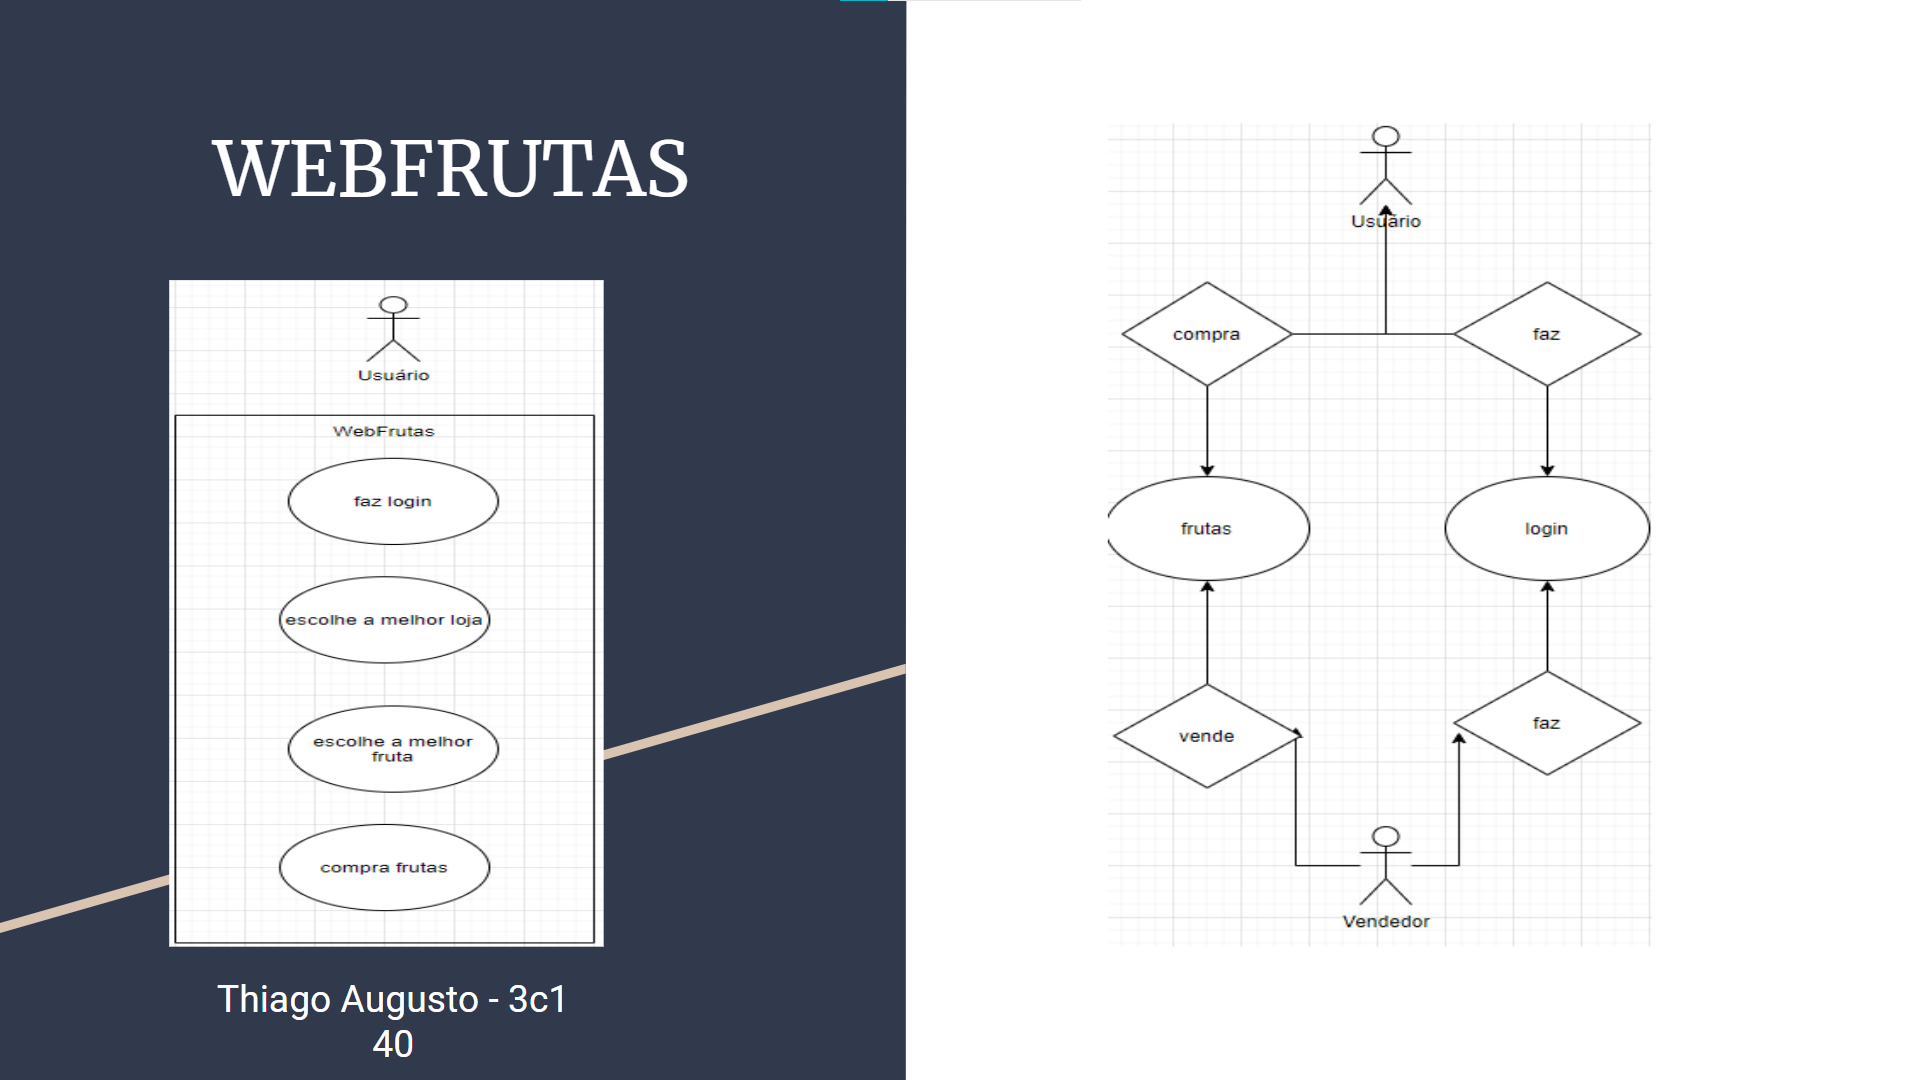 WEBFRUTAS
Usuário
WebFrutas
faz login
escolhe a melhor loja
escolhe a melhor
fruta
compra frutas
Thiago Augusto - 3c1
40
Usuário
compra
faz
frutas
login
vende
faz
Vendedor